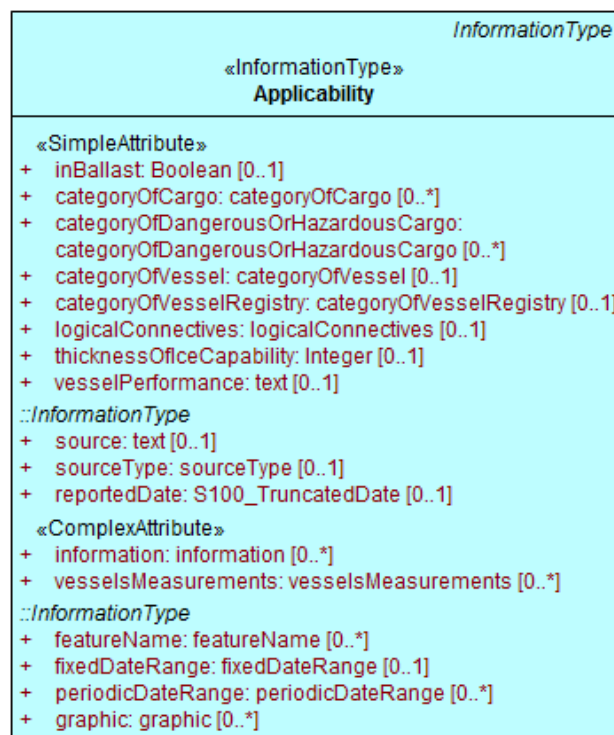 InformationType
«InformationType»
Applicability
«SimpleAttribute»
+ inBallast: Boolean [0..1]
+ categoryOfCargo: categoryOfCargo [0..*]
+ categoryOfDangerousOrHazardousCargo:
categoryOfDangerousOrHazardousCargo [0..*]
+ categoryOfVessel: categoryOfVessel [0..1]
+ categoryOfVesselRegistry: categoryOfVesselRegistry [0..1]
+ logicalConnectives: logicalConnectives [0..1]
+ thicknessOfIceCapability: Integer [0..1]
+ vesselPerformance: text [0..1]
::InformationType
+ source: text [0..1]
+ sourceType: sourceType [0..1]
+ reportedDate: S100_TruncatedDate [0..1]
«ComplexAttribute»
+ information: information [0..*]
+ vesselsMeasurements: vesselsMeasurements [0..*]
::InformationType
+ featureName: featureName [0..*]
+ fixedDateRange: fixedDateRange [0..1]
+ periodicDateRange: periodicDateRange [0..*]
+ graphic: graphic [0..*]